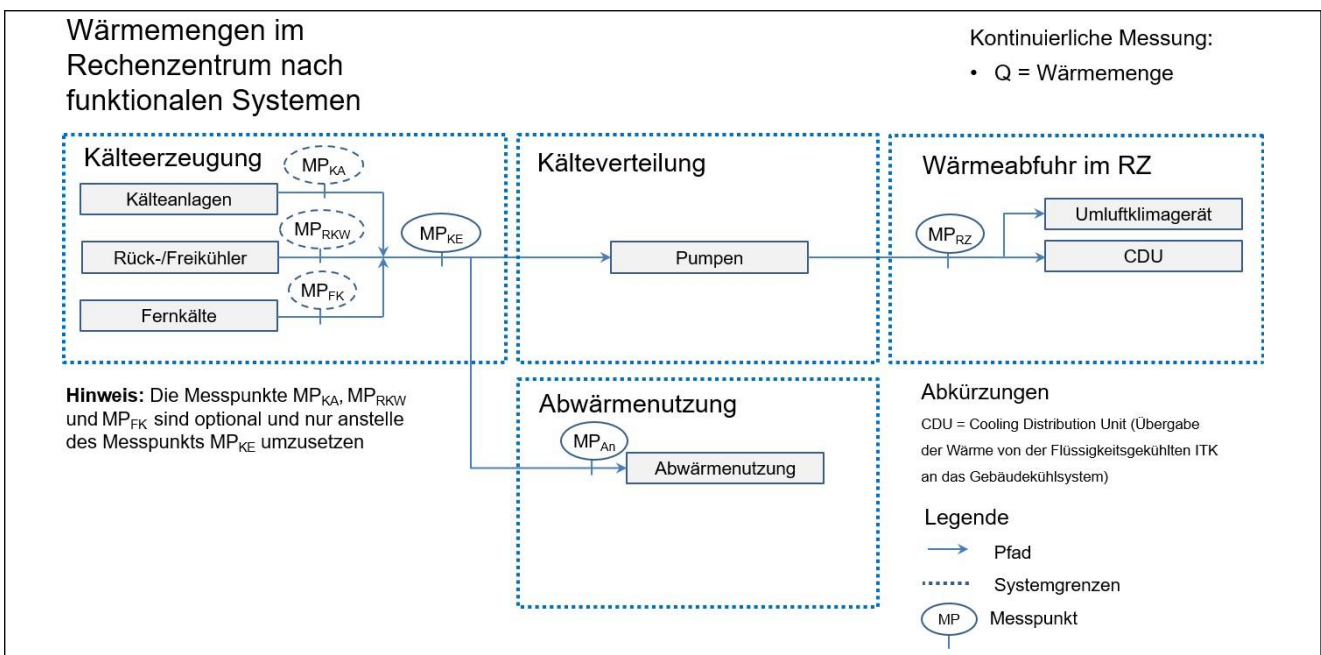 Wärmemengen im
Rechenzentrum nach
funktionalen Systemen
Kontinuierliche Messung:
• Q = Wärmemenge
Kälteerzeugung
MPKA
Kälteanlagen
MPRKW
Rück-/Freikühler
MPKE
MPFK
Fernkälte
Kälteverteilung
Pumpen
Wärmeabfuhr im RZ
MPRZ
Umluftklimagerät
CDU
Hinweis: Die Messpunkte MPKA, MPRKW
und MPFK sind optional und nur anstelle
des Messpunkts MPKE umzusetzen
Abwärmenutzung
MPAn
Abwärmenutzung
Abkürzungen
CDU = Cooling Distribution Unit (Übergabe
der Wärme von der Flüssigkeitsgekühlten ITK
an das Gebäudekühlsystem)
Legende
Pfad
Systemgrenzen
MP Messpunkt